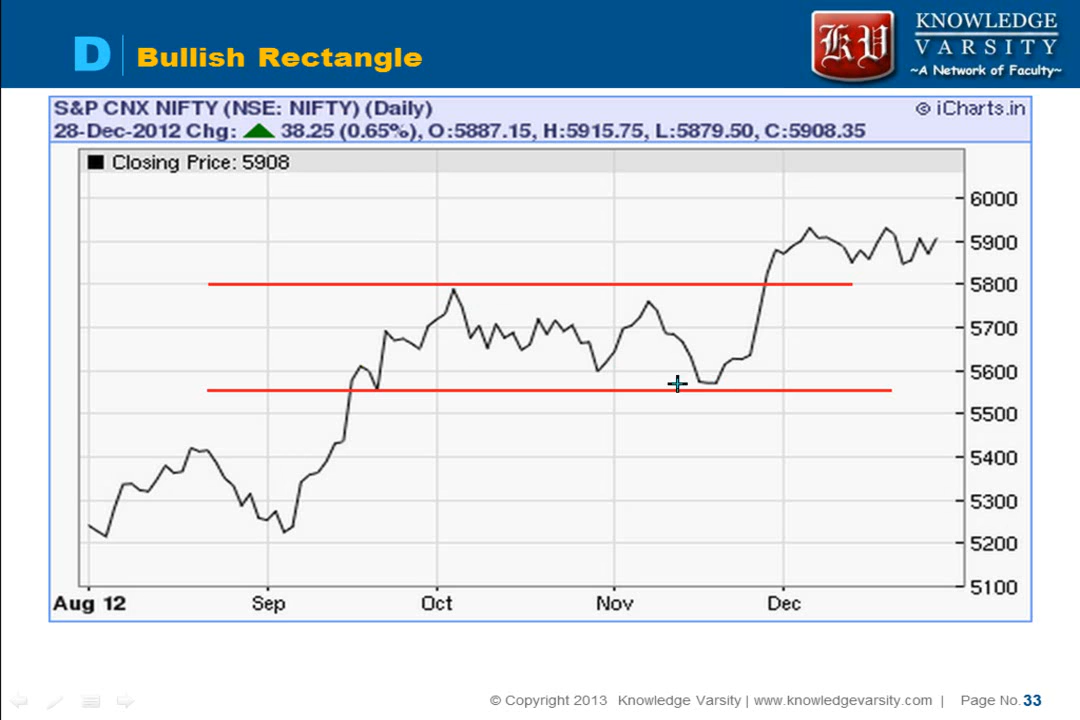 D Bullish Rectangle
KV
KNOWLEDGE
VARSITY
~A Network of Faculty~
S&P CNX NIFTY (NSE: NIFTY) (Daily)
© iCharts.in
28-Dec-2012 Chg: 38.25 (0.65%), O:5887.15, H:5915.75, L:5879.50, C:5908.35
Closing Price: 5908
6000
5900
5800
5700
5600
5500
5400
5300
5200
5100
Aug 12 Sep Oct Nov Dec
© Copyright 2013 Knowledge Varsity | www.knowledgevarsity.com | Page No. 33